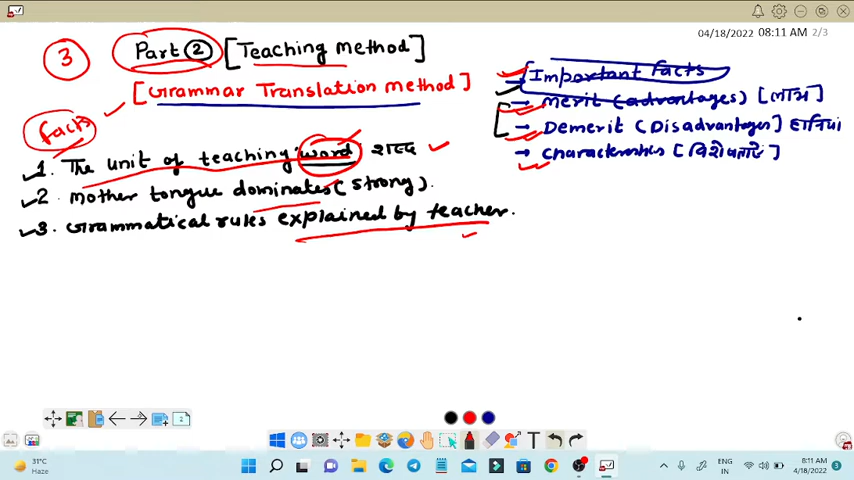 04/18/2022 08:11 AM 2/3
3 Part 2 [Teaching Method]
[Grammar Translation method]
Facts
1. The unit of teaching word शब्द
2. Mother tongue dominates (strong).
3. Grammatical rules explained by teacher.
[Important Facts
→ Merit (advantages) [लाभ]
→ Demerit (Disadvantages] हानियां
→ Characteristics [विशेषताएँ]
2
T
31°C
Haze
ENG
IN
8:11 AM
4/18/2022
3